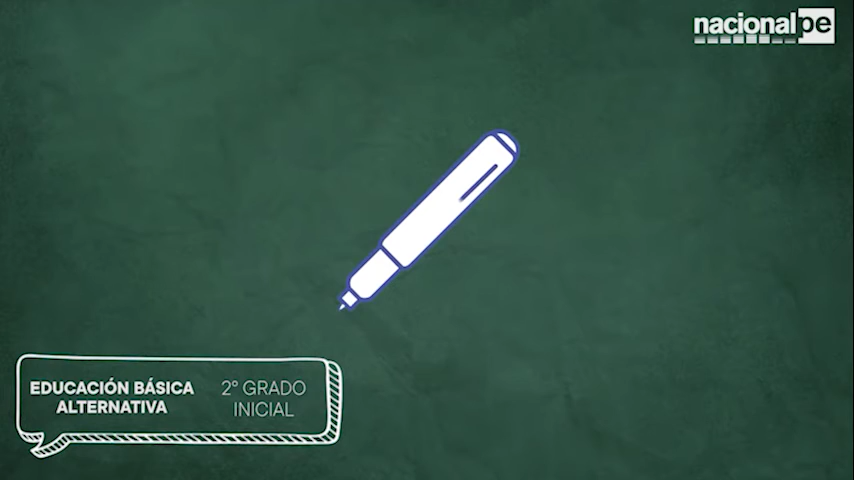 nacionalpe
EDUCACIÓN BÁSICA
ALTERNATIVA
2° GRADO
INICIAL